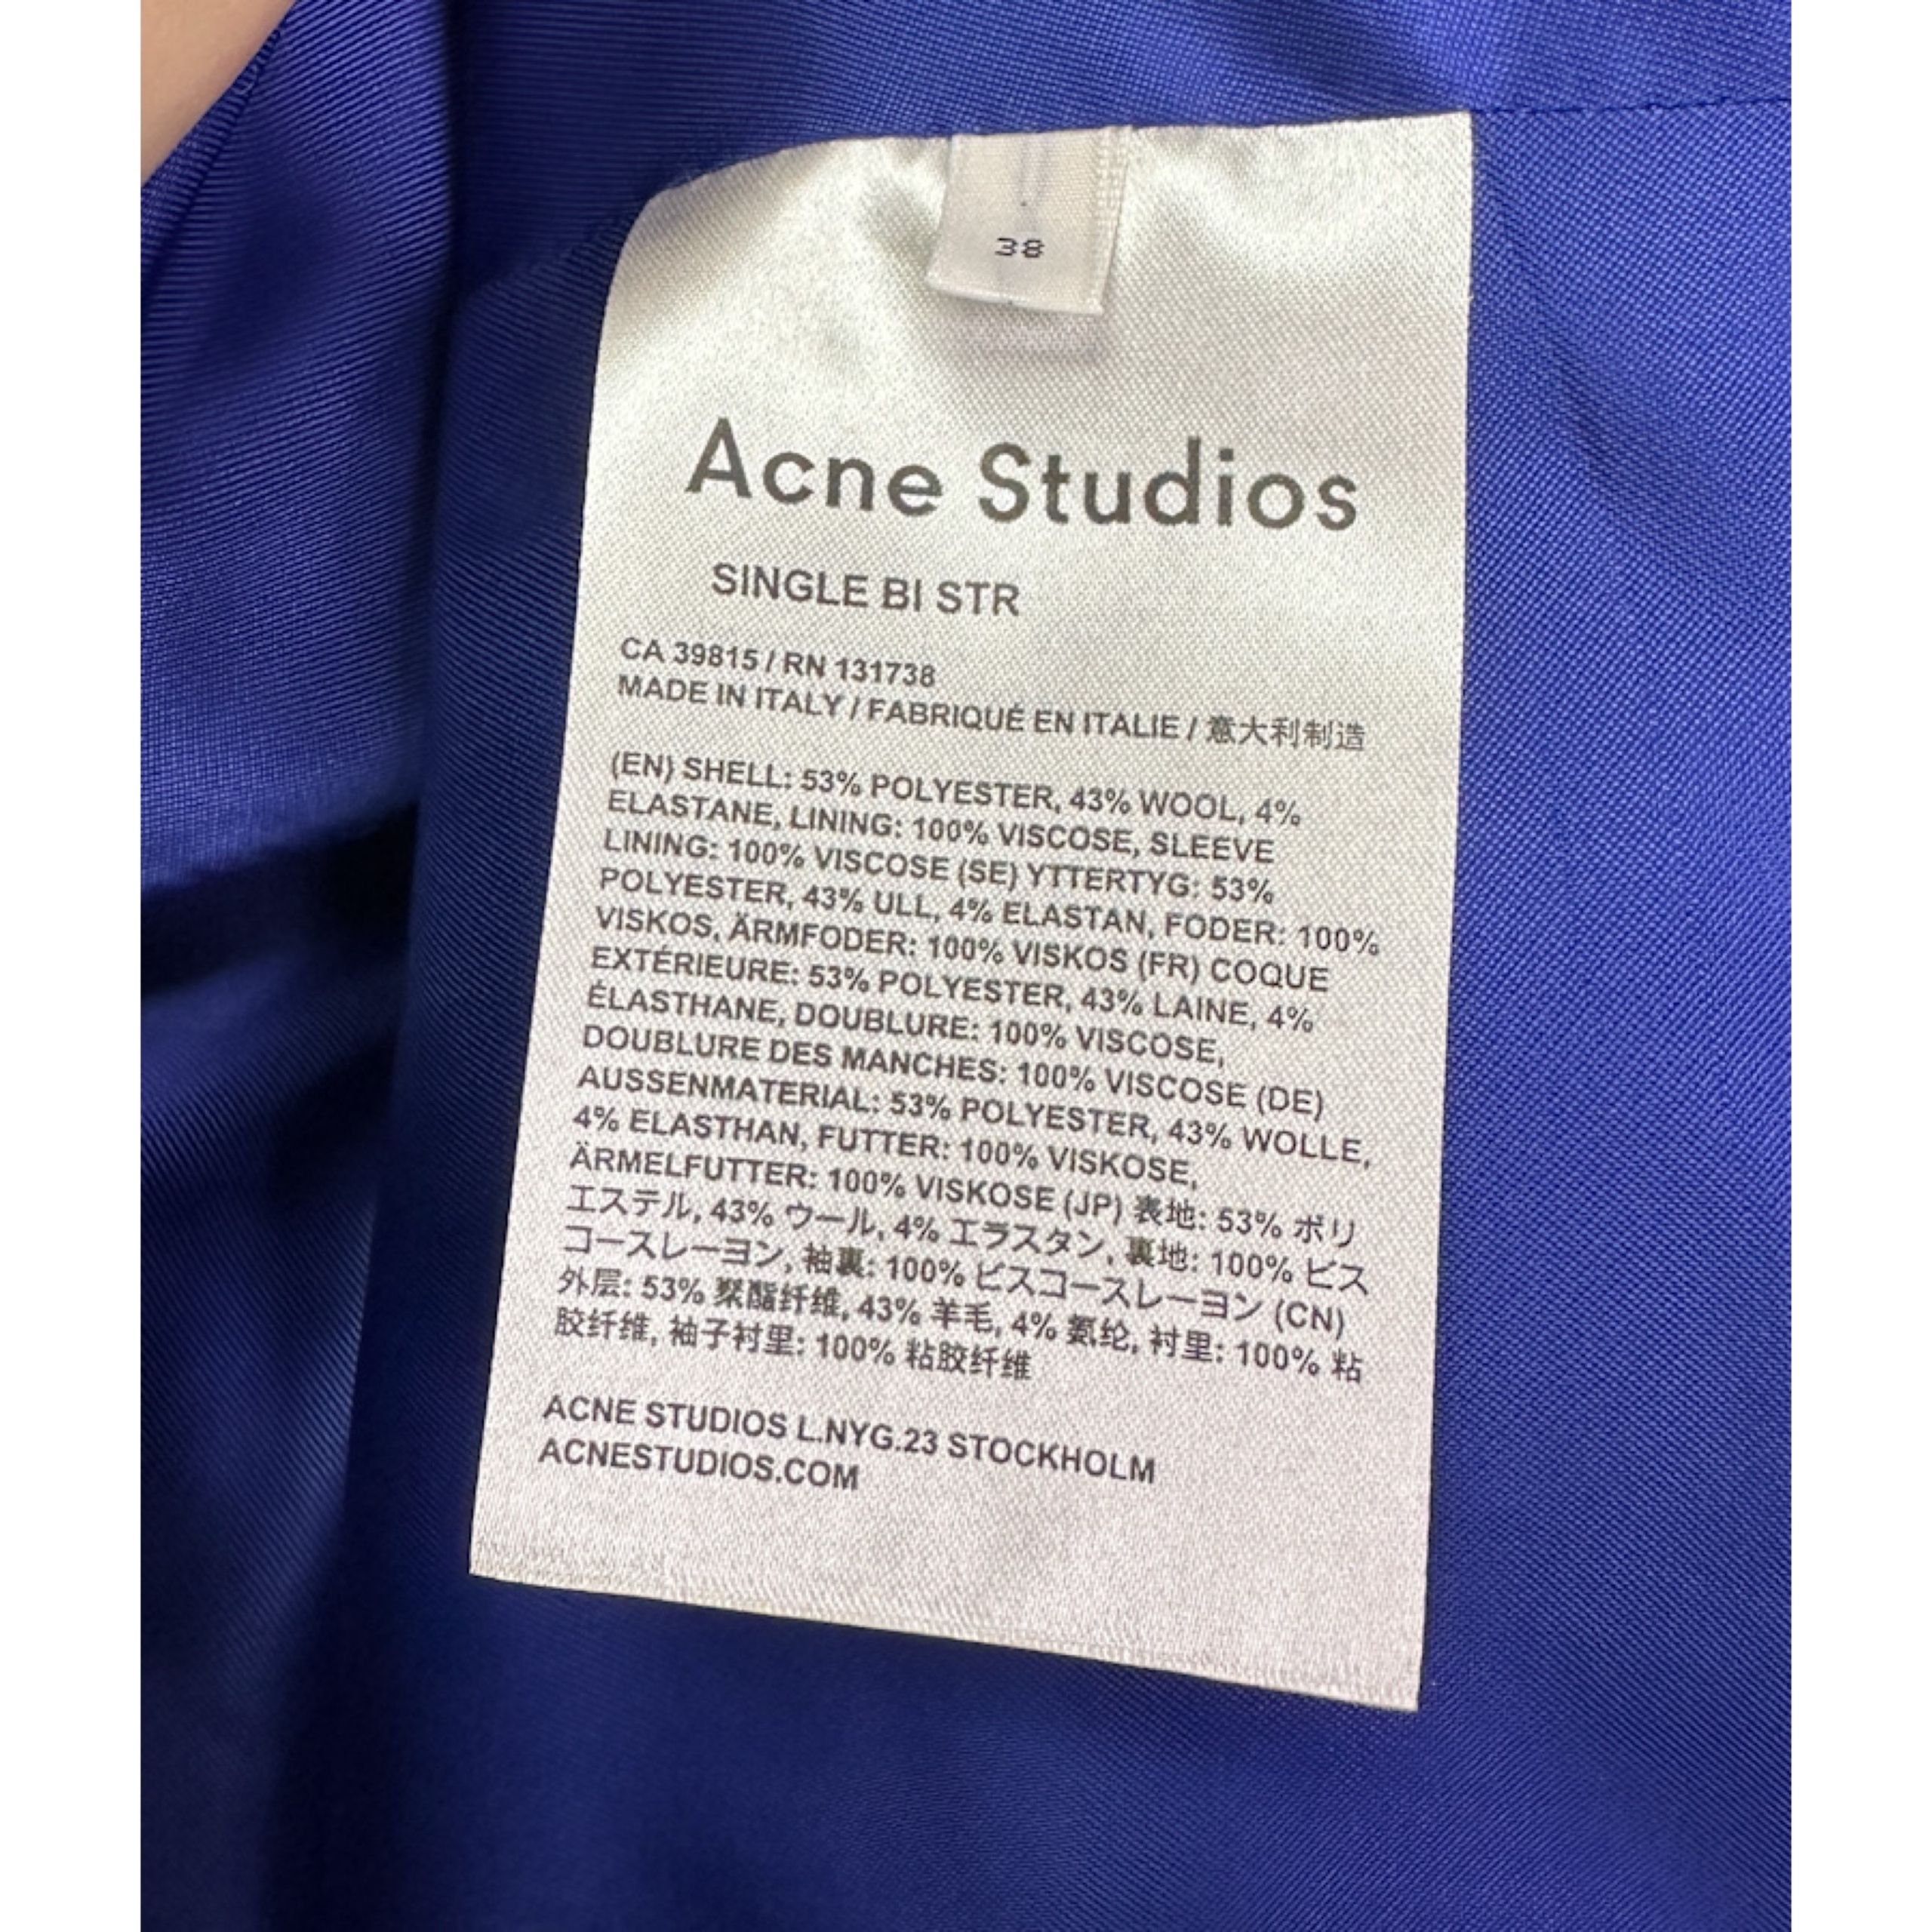 38
Acne Studios
SINGLE BI STR
CA 39815 / RN 131738
MADE IN ITALY / FABRIQUÉ EN ITALIE / 意大利制造
(EN) SHELL: 53% POLYESTER, 43% WOOL, 4%
ELASTANE, LINING: 100% VISCOSE, SLEEVE
LINING: 100% VISCOSE (SE) YTTERTYG: 53%
POLYESTER, 43% ULL, 4% ELASTAN, FODER: 100%
VISKOS, ÄRMFODER: 100% VISKOS (FR) COQUE
EXTÉRIEURE: 53% POLYESTER, 43% LAINE, 4%
ÉLASTHANE, DOUBLURE: 100% VISCOSE,
DOUBLURE DES MANCHES: 100% VISCOSE (DE)
AUSSENMATERIAL: 53% POLYESTER, 43% WOLLE,
4% ELASTHAN, FUTTER: 100% VISKOSE,
ÄRMELFUTTER: 100% VISKOSE (JP) 表地: 53% ポリ
エステル, 43% ウール, 4% エラスタン, 裏地: 100% ビス
コースレーヨン, 袖裏: 100% ビスコースレーヨン (CN)
外层: 53% 聚酯纤维, 43% 羊毛, 4% 氨纶, 衬里: 100% 粘
胶纤维, 袖子衬里: 100% 粘胶纤维
ACNE STUDIOS L.NYG.23 STOCKHOLM
ACNESTUDIOS.COM